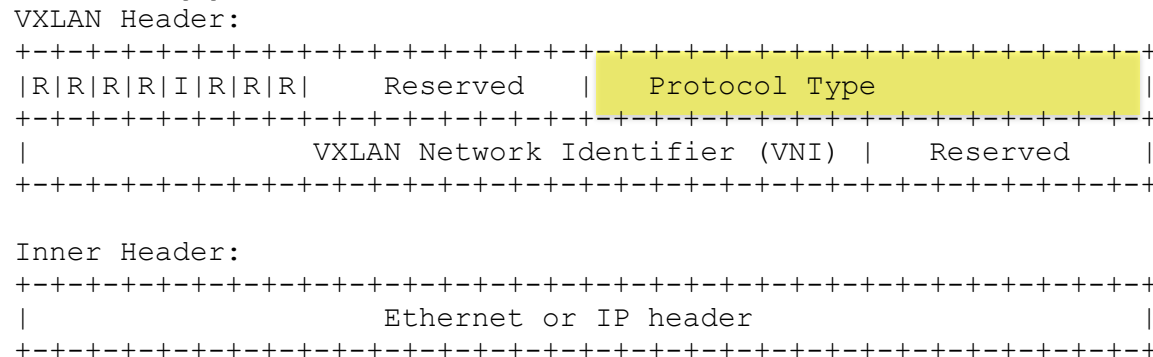 VXLAN Header:
+-+-+-+-+-+-+-+-+-+-+-+-+-+-+-+-+-+-+-+-+-+-+-+-+-+-+-+-+-+-+-+-+
|R|R|R|R|I|R|R|R|    Reserved   |   Protocol Type               |
+-+-+-+-+-+-+-+-+-+-+-+-+-+-+-+-+-+-+-+-+-+-+-+-+-+-+-+-+-+-+-+-+
|                VXLAN Network Identifier (VNI) |   Reserved    |
+-+-+-+-+-+-+-+-+-+-+-+-+-+-+-+-+-+-+-+-+-+-+-+-+-+-+-+-+-+-+-+-+
Inner Header:
+-+-+-+-+-+-+-+-+-+-+-+-+-+-+-+-+-+-+-+-+-+-+-+-+-+-+-+-+-+-+-+-+
|                    Ethernet or IP header                      |
+-+-+-+-+-+-+-+-+-+-+-+-+-+-+-+-+-+-+-+-+-+-+-+-+-+-+-+-+-+-+-+-+